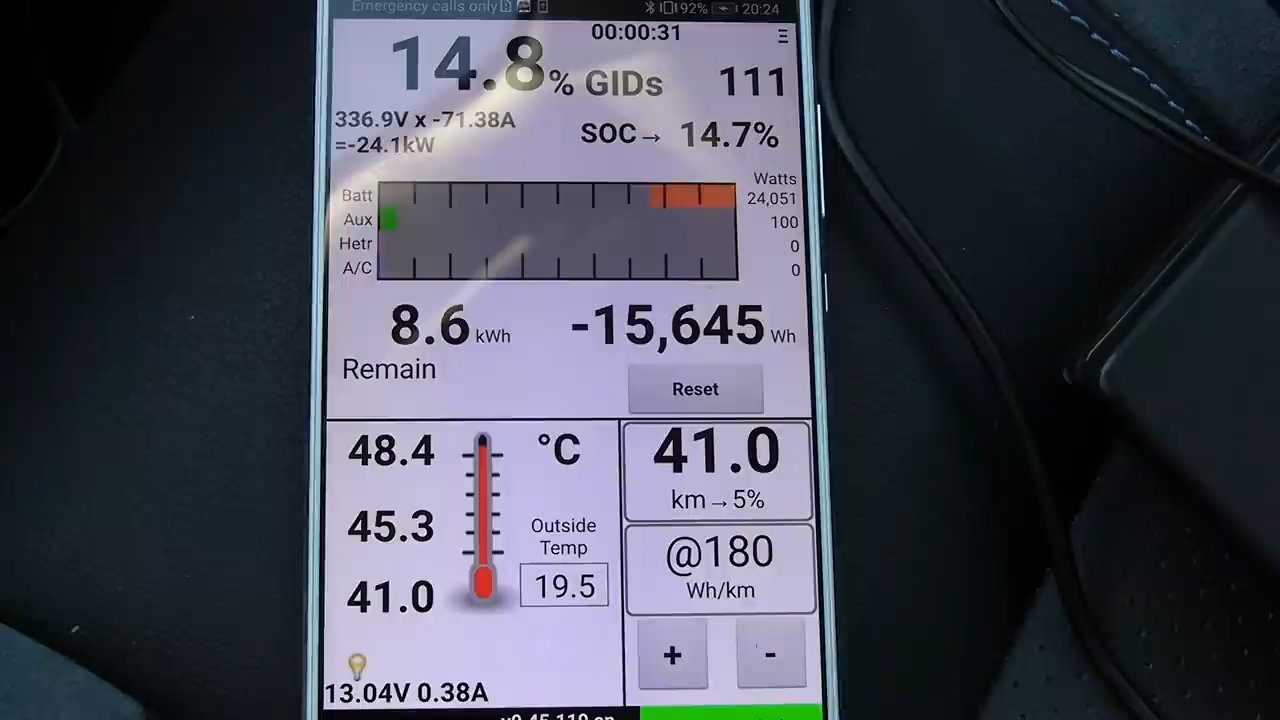 Emergency calls only 92% 20:24
00:00:31
14.8% GIDs 111
336.9V x -71.38A
=-24.1kW
SOC→ 14.7%
Watts
Batt 24,051
Aux 100
Hetr 0
A/C 0
8.6 kWh -15,645 Wh
Remain
Reset
48.4 °C
45.3
41.0
Outside
Temp
19.5
41.0
km→5%
@180
Wh/km
+ -
13.04V 0.38A